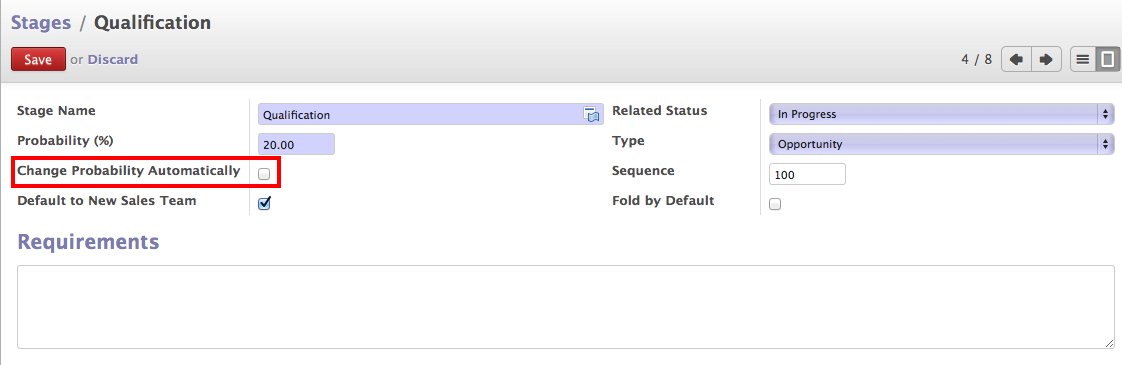 Stages / Qualification
Save or Discard 4 / 8
Stage Name Qualification Related Status In Progress
Probability (%) 20.00 Type Opportunity
Change Probability Automatically Sequence 100
Default to New Sales Team Fold by Default
Requirements